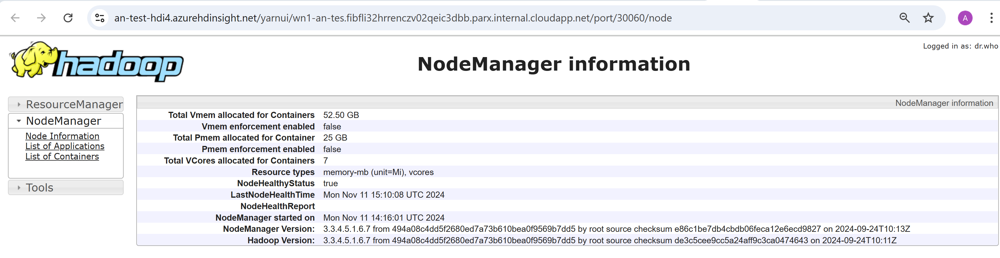 an-test-hdi4.azurehdinsight.net/yarnui/wn1-an-tes.fibfli32hrrenczv02qeic3dbb.parx.internal.cloudapp.net/port/30060/node
A
Logged in as: dr.who
hadoop
NodeManager information
ResourceManager
NodeManager
Node Information
List of Applications
List of Containers
Tools
NodeManager information
Total Vmem allocated for Containers 52.50 GB
Vmem enforcement enabled false
Total Pmem allocated for Container 25 GB
Pmem enforcement enabled false
Total VCores allocated for Containers 7
Resource types memory-mb (unit=Mi), vcores
NodeHealthyStatus true
LastNodeHealthTime Mon Nov 11 15:10:08 UTC 2024
NodeHealthReport
NodeManager started on Mon Nov 11 14:16:01 UTC 2024
NodeManager Version: 3.3.4.5.1.6.7 from 494a08c4dd5f2680ed7a73b610bea0f9569b7dd5 by root source checksum e86c1be7db4cbdb06feca12e6ecd9827 on 2024-09-24T10:13Z
Hadoop Version: 3.3.4.5.1.6.7 from 494a08c4dd5f2680ed7a73b610bea0f9569b7dd5 by root source checksum de3c5cee9cc5a24aff9c3ca0474643 on 2024-09-24T10:11Z